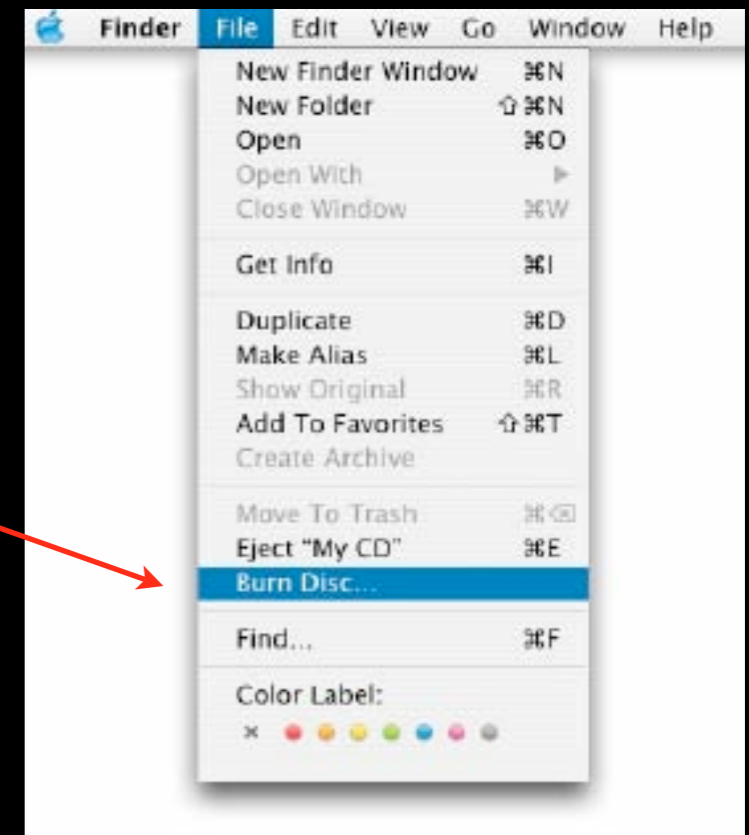 Finder File Edit View Go Window Help
New Finder Window ⌘N
New Folder ⇧⌘N
Open ⌘O
Open With ▶
Close Window ⌘W
Get Info ⌘I
Duplicate ⌘D
Make Alias ⌘L
Show Original ⌘R
Add To Favorites ⇧⌘T
Create Archive
Move To Trash ⌘⌫
Eject “My CD” ⌘E
Burn Disc...
Find... ⌘F
Color Label:
×